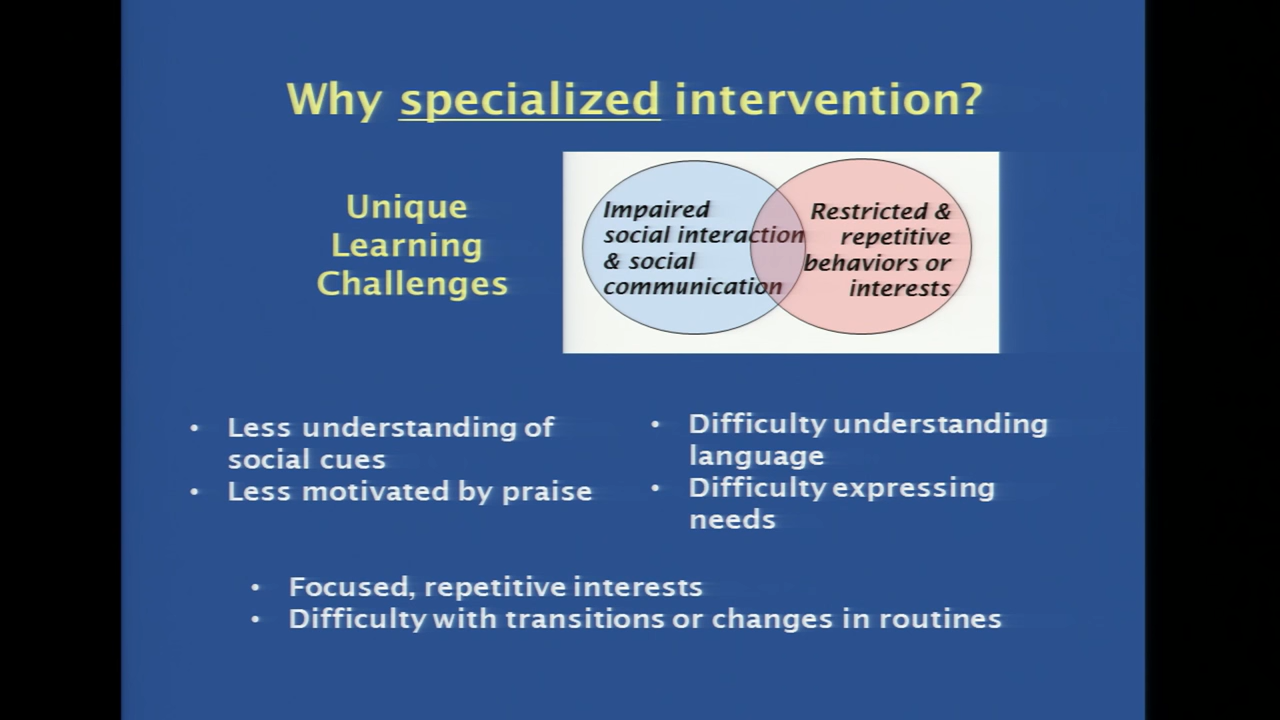 Why specialized intervention?
Unique
Learning
Challenges
Impaired
social interaction
& social
communication
Restricted &
repetitive
behaviors or
interests
• Less understanding of
social cues
• Less motivated by praise
• Difficulty understanding
language
• Difficulty expressing
needs
• Focused, repetitive interests
• Difficulty with transitions or changes in routines